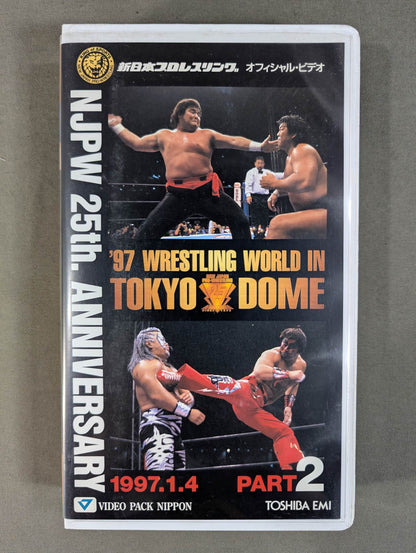 新日本プロレスリング。 オフィシャル・ビデオ
NJPW 25th. ANNIVERSARY
'97 WRESTLING WORLD IN
TOKYO DOME
1997.1.4 PART 2
VIDEO PACK NIPPON TOSHIBA EMI